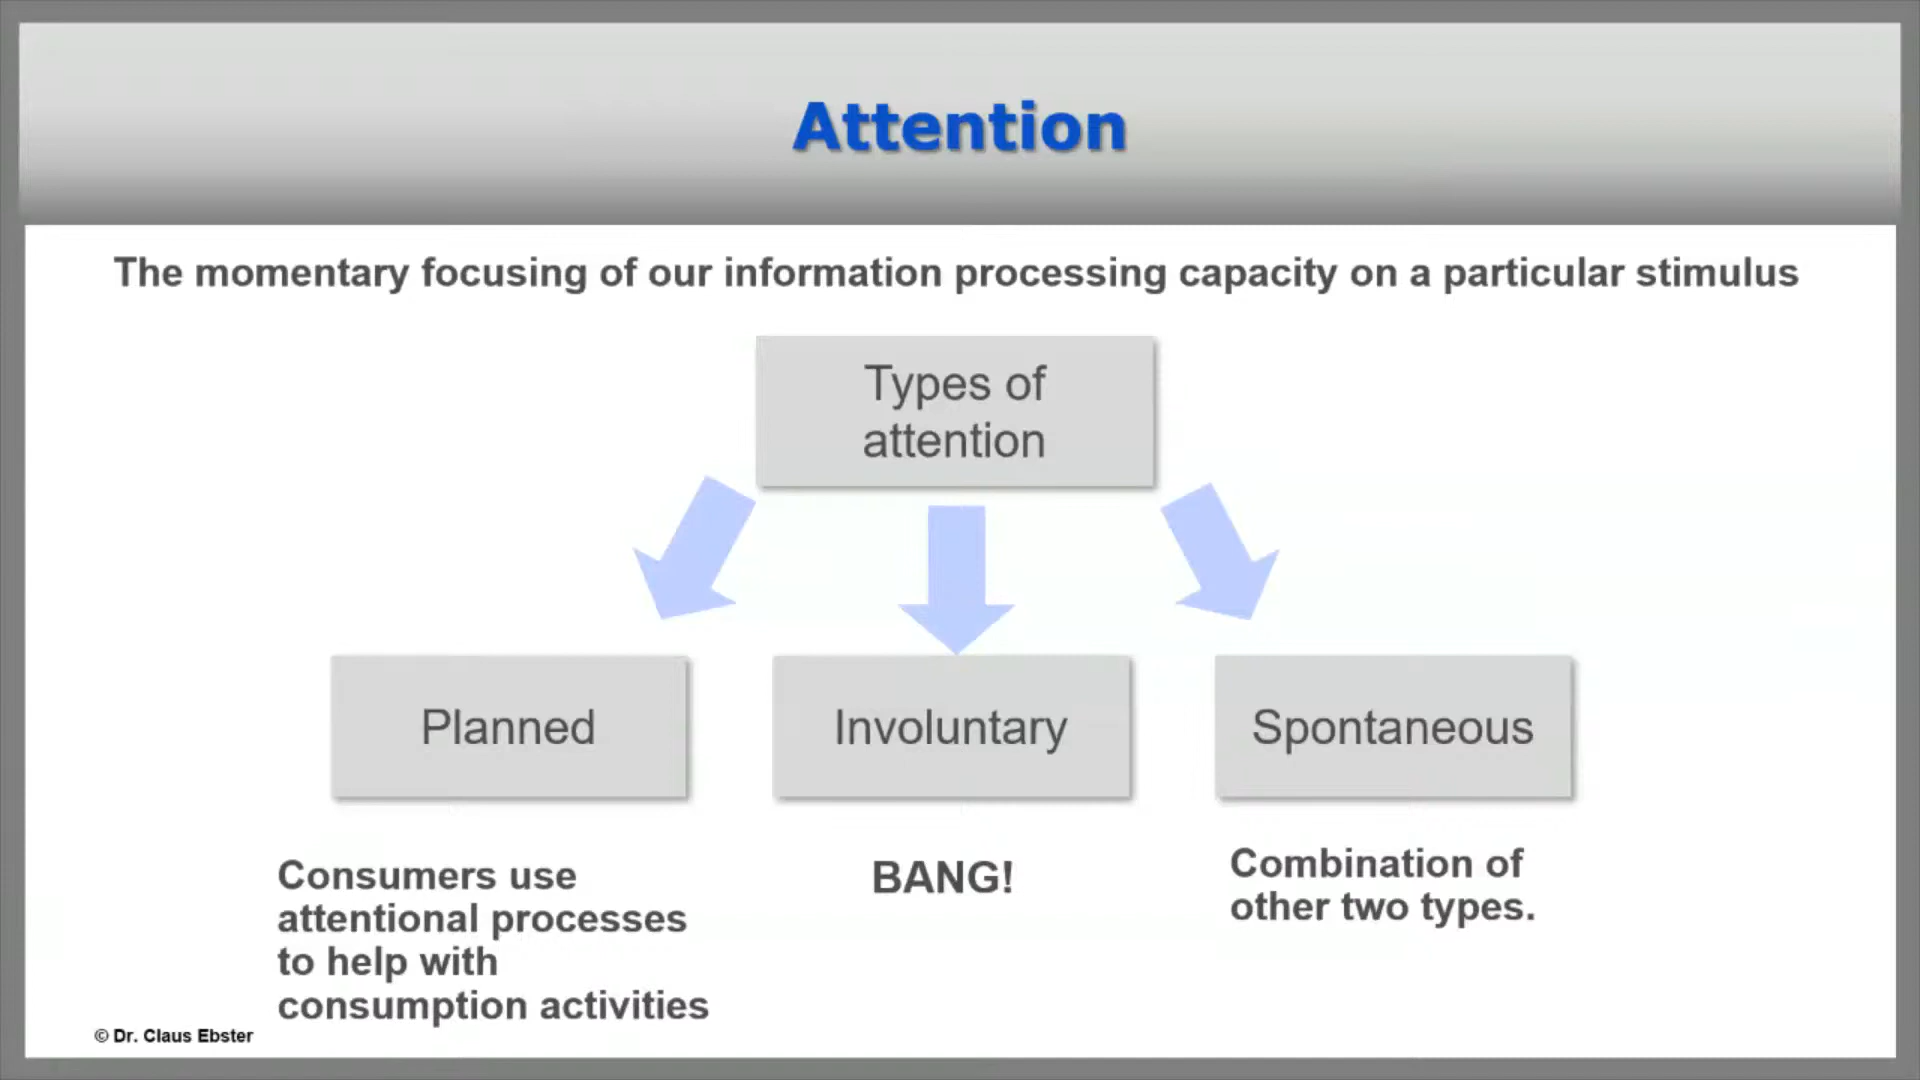 Attention
The momentary focusing of our information processing capacity on a particular stimulus
Types of
attention
Planned
Involuntary
Spontaneous
Consumers use
attentional processes
to help with
consumption activities
BANG!
Combination of
other two types.
© Dr. Claus Ebster